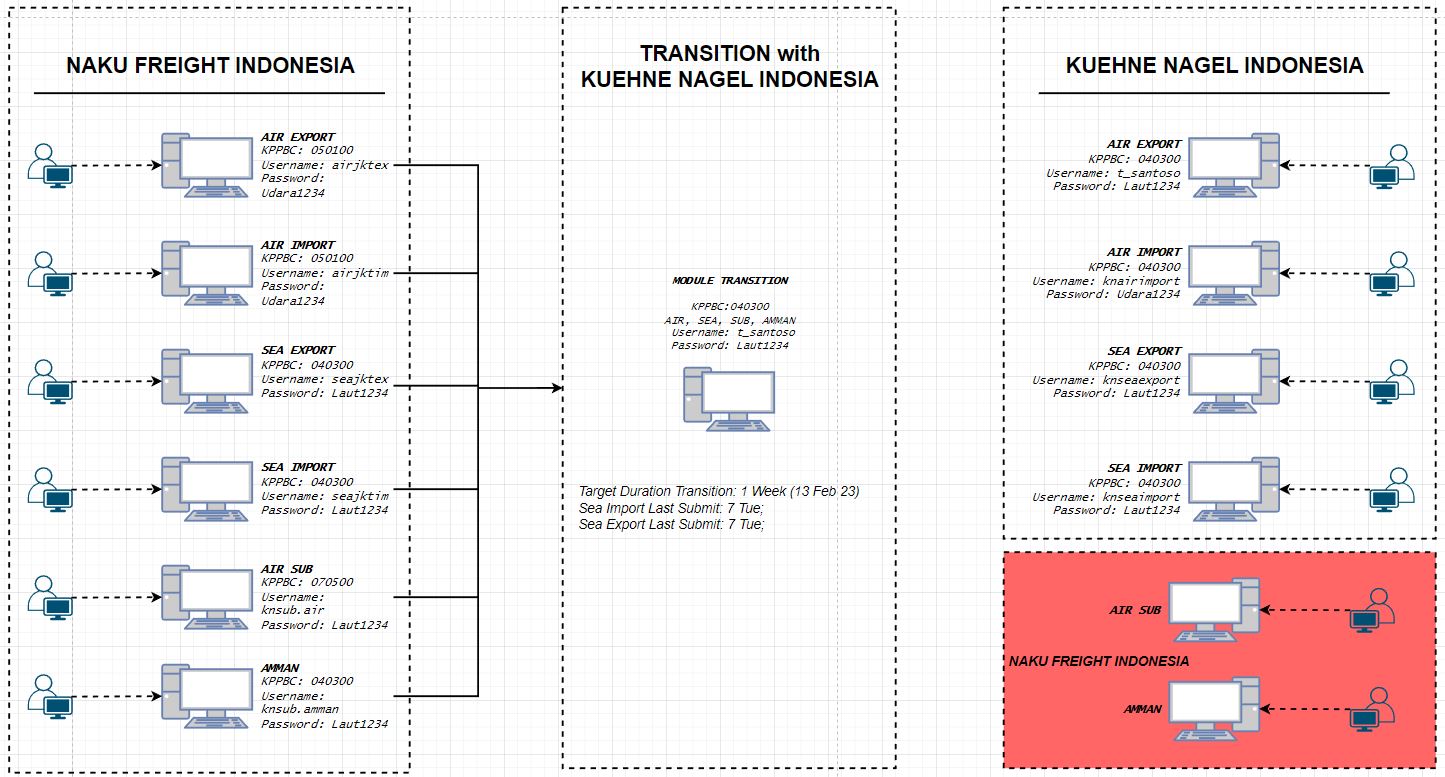 NAKU FREIGHT INDONESIA
AIR EXPORT
KPPBC: 050100
Username: airjktex
Password:
Udara1234
AIR IMPORT
KPPBC: 050100
Username: airjktim
Password:
Udara1234
SEA EXPORT
KPPBC: 040300
Username: seajktex
Password: Laut1234
SEA IMPORT
KPPBC: 040300
Username: seajktim
Password: Laut1234
AIR SUB
KPPBC: 070500
Username:
knsub.air
Password: Laut1234
AMMAN
KPPBC: 040300
Username:
knsub.amman
Password: Laut1234
TRANSITION with
KUEHNE NAGEL INDONESIA
MODULE TRANSITION
KPPBC:040300
AIR, SEA, SUB, AMMAN
Username: t_santoso
Password: Laut1234
Target Duration Transition: 1 Week (13 Feb 23)
Sea Import Last Submit: 7 Tue;
Sea Export Last Submit: 7 Tue;
KUEHNE NAGEL INDONESIA
AIR EXPORT
KPPBC: 040300
Username: t_santoso
Password: Laut1234
AIR IMPORT
KPPBC: 040300
Username: knairimport
Password: Udara1234
SEA EXPORT
KPPBC: 040300
Username: knseaexport
Password: Laut1234
SEA IMPORT
KPPBC: 040300
Username: knseaimport
Password: Laut1234
AIR SUB
NAKU FREIGHT INDONESIA
AMMAN